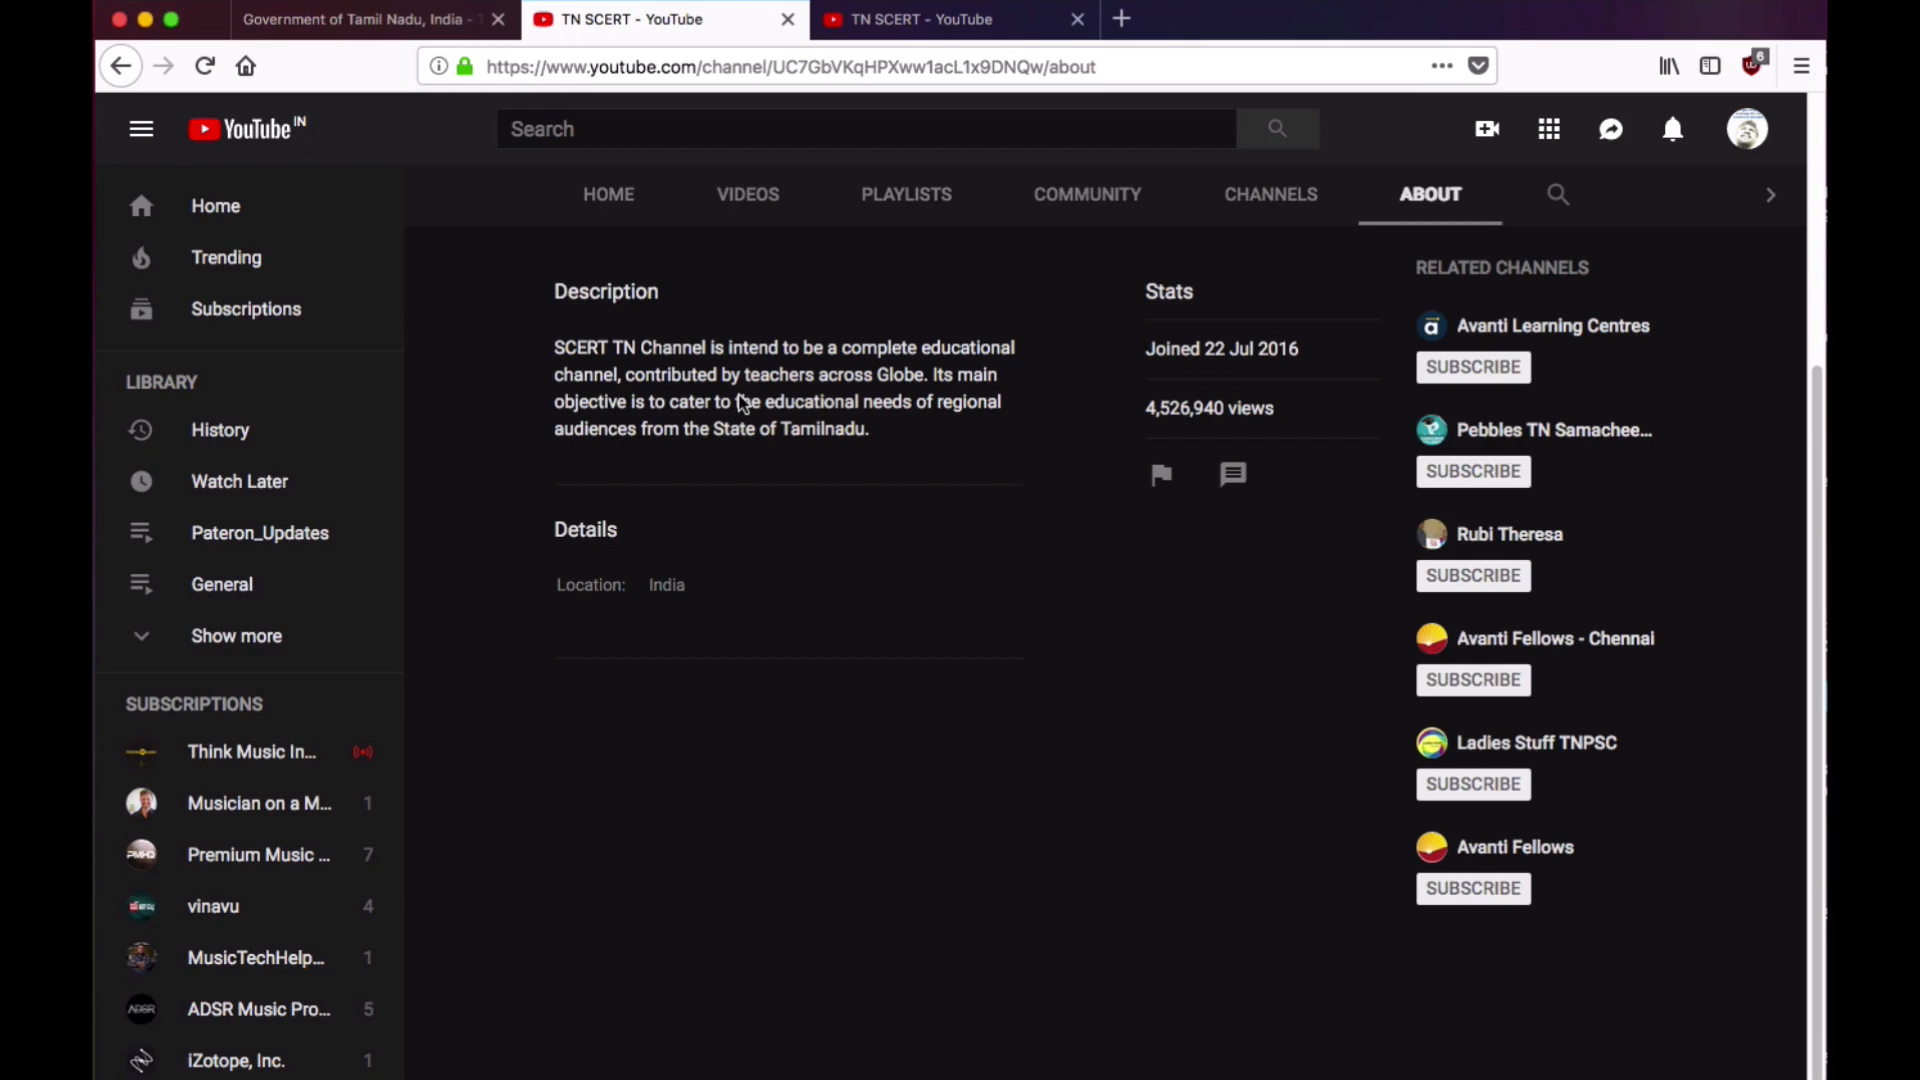 Government of Tamil Nadu, India -
TN SCERT - YouTube
TN SCERT - YouTube
https://www.youtube.com/channel/UC7GbVKqHPXww1acL1x9DNQw/about
6
YouTube IN
Search
HOME
VIDEOS
PLAYLISTS
COMMUNITY
CHANNELS
ABOUT
Home
Trending
Subscriptions
LIBRARY
History
Watch Later
Pateron_Updates
General
Show more
SUBSCRIPTIONS
Think Music In...
Musician on a M... 1
Premium Music ... 7
vinavu 4
MusicTechHelp... 1
ADSR Music Pro... 5
iZotope, Inc. 1
Description
SCERT TN Channel is intend to be a complete educational
channel, contributed by teachers across Globe. Its main
objective is to cater to the educational needs of regional
audiences from the State of Tamilnadu.
Details
Location: India
Stats
Joined 22 Jul 2016
4,526,940 views
RELATED CHANNELS
Avanti Learning Centres
SUBSCRIBE
Pebbles TN Samachee...
SUBSCRIBE
Rubi Theresa
SUBSCRIBE
Avanti Fellows - Chennai
SUBSCRIBE
Ladies Stuff TNPSC
SUBSCRIBE
Avanti Fellows
SUBSCRIBE